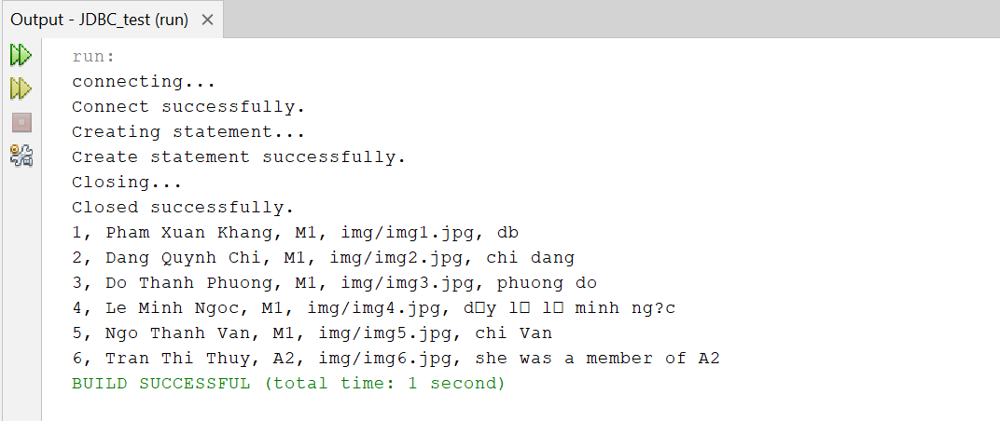 Output - JDBC_test (run)
run:
connecting...
Connect successfully.
Creating statement...
Create statement successfully.
Closing...
Closed successfully.
1, Pham Xuan Khang, M1, img/img1.jpg, db
2, Dang Quynh Chi, M1, img/img2.jpg, chi dang
3, Do Thanh Phuong, M1, img/img3.jpg, phuong do
4, Le Minh Ngoc, M1, img/img4.jpg, d□y l□ l□ minh ng?c
5, Ngo Thanh Van, M1, img/img5.jpg, chi Van
6, Tran Thi Thuy, A2, img/img6.jpg, she was a member of A2
BUILD SUCCESSFUL (total time: 1 second)